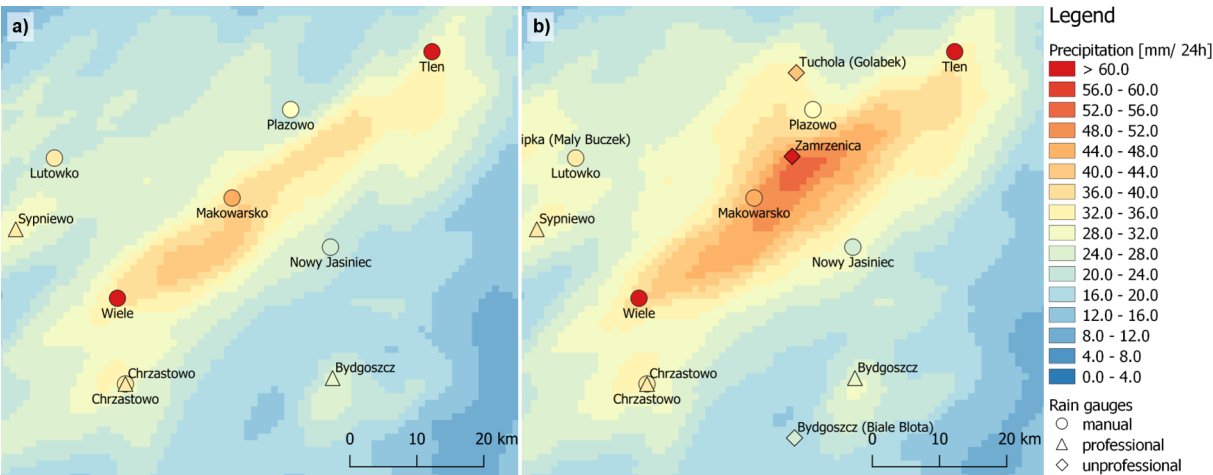 a)
Tlen
Plazowo
Lutowko
Makowarsko
Sypniewo
Nowy Jasiniec
Wiele
Chrzastowo
Chrzastowo
Bydgoszcz
0 10 20 km
b)
Tuchola (Golabek)
Tlen
Plazowo
ipka (Maly Buczek)
Zamrzenica
Lutowko
Makowarsko
Sypniewo
Nowy Jasiniec
Wiele
Chrzastowo
Chrzastowo
Bydgoszcz
Bydgoszcz (Biale Blota)
0 10 20 km
Legend
Precipitation [mm/ 24h]
> 60.0
56.0 - 60.0
52.0 - 56.0
48.0 - 52.0
44.0 - 48.0
40.0 - 44.0
36.0 - 40.0
32.0 - 36.0
28.0 - 32.0
24.0 - 28.0
20.0 - 24.0
16.0 - 20.0
12.0 - 16.0
8.0 - 12.0
4.0 - 8.0
0.0 - 4.0
Rain gauges
manual
professional
unprofessional